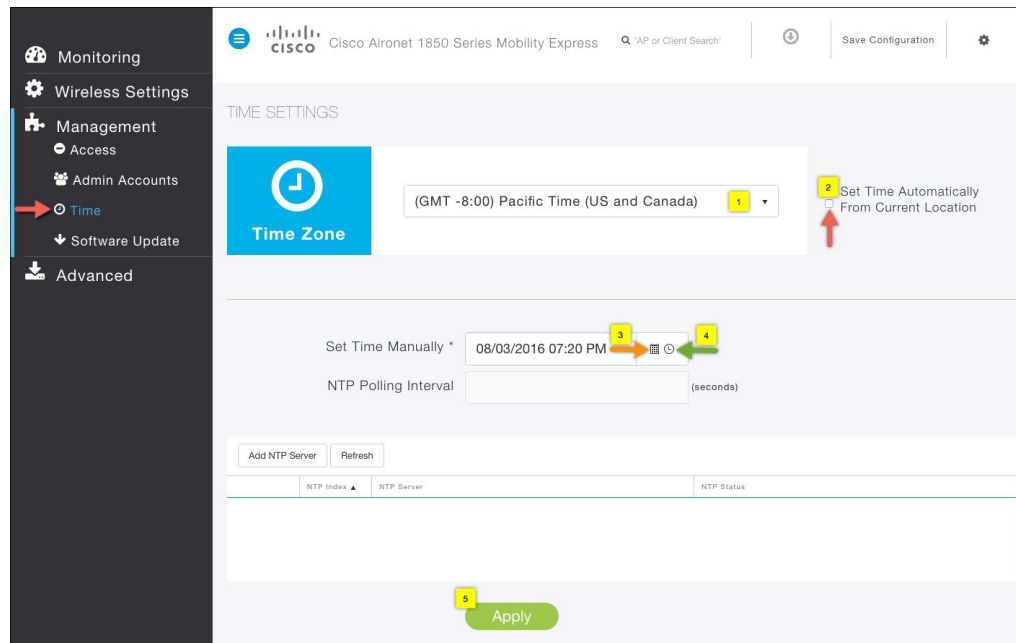 Monitoring
Wireless Settings
Management
Access
Admin Accounts
Time
Software Update
Advanced
CISCO Cisco Aironet 1850 Series Mobility Express
'AP or Client Search'
Save Configuration
TIME SETTINGS
Time Zone
(GMT -8:00) Pacific Time (US and Canada)
1
2
Set Time Automatically
From Current Location
Set Time Manually *
08/03/2016 07:20 PM
3
4
NTP Polling Interval
(seconds)
Add NTP Server
Refresh
NTP Index
NTP Server
NTP Status
5
Apply